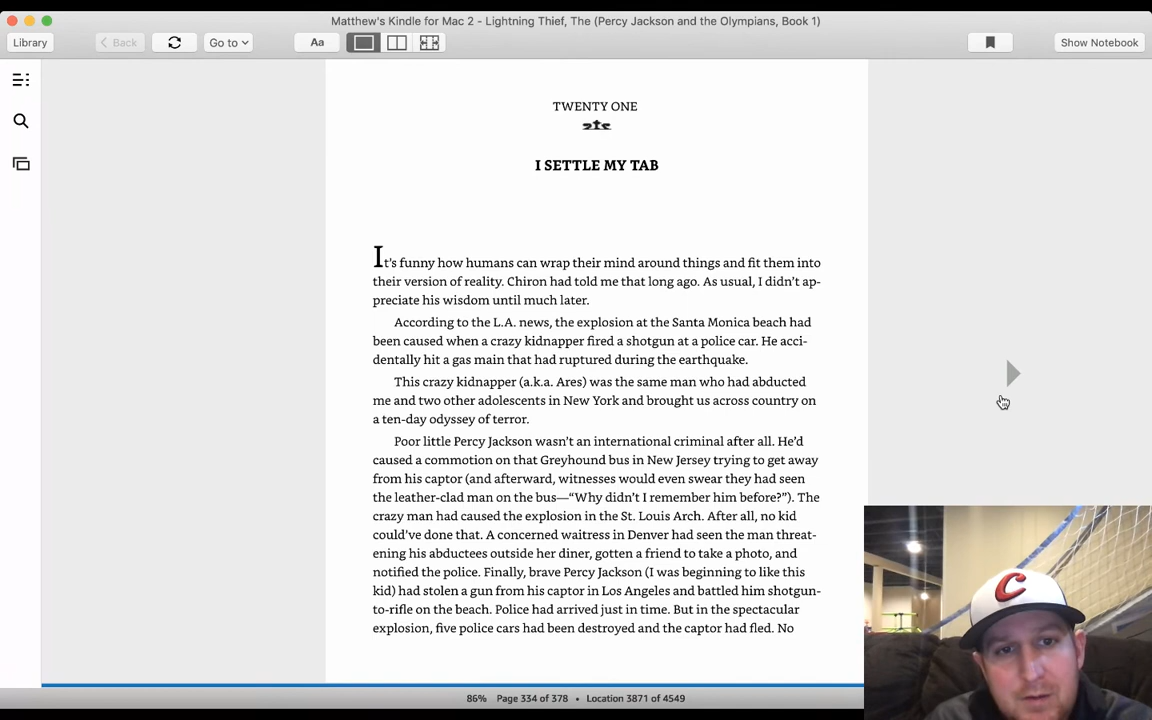 Matthew's Kindle for Mac 2 - Lightning Thief, The (Percy Jackson and the Olympians, Book 1)
Library
Back
Go to
Aa
Show Notebook
TWENTY ONE
I SETTLE MY TAB
It's funny how humans can wrap their mind around things and fit them into
their version of reality. Chiron had told me that long ago. As usual, I didn't ap-
preciate his wisdom until much later.
According to the L.A. news, the explosion at the Santa Monica beach had
been caused when a crazy kidnapper fired a shotgun at a police car. He acci-
dentally hit a gas main that had ruptured during the earthquake.
This crazy kidnapper (a.k.a. Ares) was the same man who had abducted
me and two other adolescents in New York and brought us across country on
a ten-day odyssey of terror.
Poor little Percy Jackson wasn't an international criminal after all. He'd
caused a commotion on that Greyhound bus in New Jersey trying to get away
from his captor (and afterward, witnesses would even swear they had seen
the leather-clad man on the bus—“Why didn't I remember him before?”). The
crazy man had caused the explosion in the St. Louis Arch. After all, no kid
could've done that. A concerned waitress in Denver had seen the man threat-
ening his abductees outside her diner, gotten a friend to take a photo, and
notified the police. Finally, brave Percy Jackson (I was beginning to like this
kid) had stolen a gun from his captor in Los Angeles and battled him shotgun-
to-rifle on the beach. Police had arrived just in time. But in the spectacular
explosion, five police cars had been destroyed and the captor had fled. No
86% Page 334 of 378 • Location 3871 of 4549
C